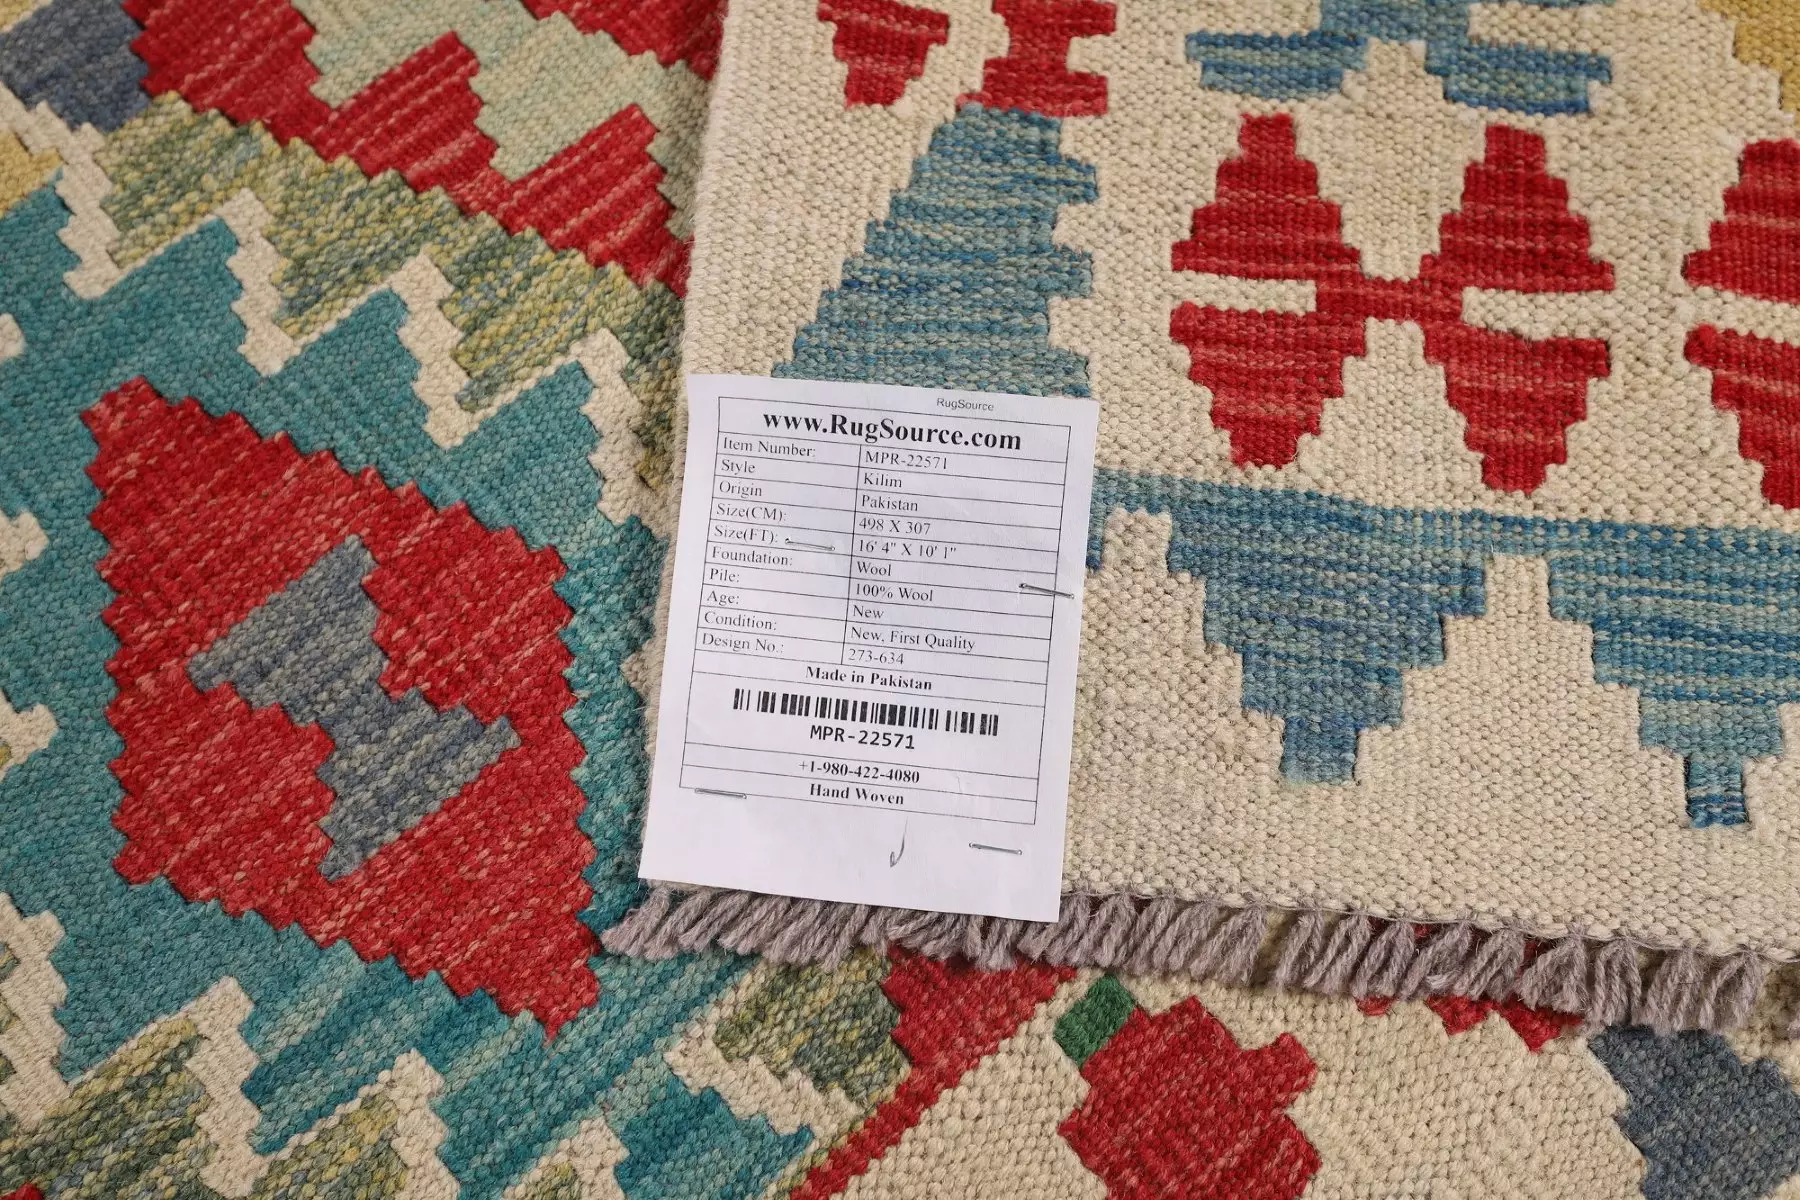 RugSource
www.RugSource.com
Item Number: MPR-22571
Style Kilim
Origin Pakistan
Size(CM): 498 X 307
Size(FT): 16' 4" X 10' 1"
Foundation: Wool
Pile: 100% Wool
Age: New
Condition: New, First Quality
Design No.: 273-634
Made in Pakistan
MPR-22571
+1-980-422-4080
Hand Woven